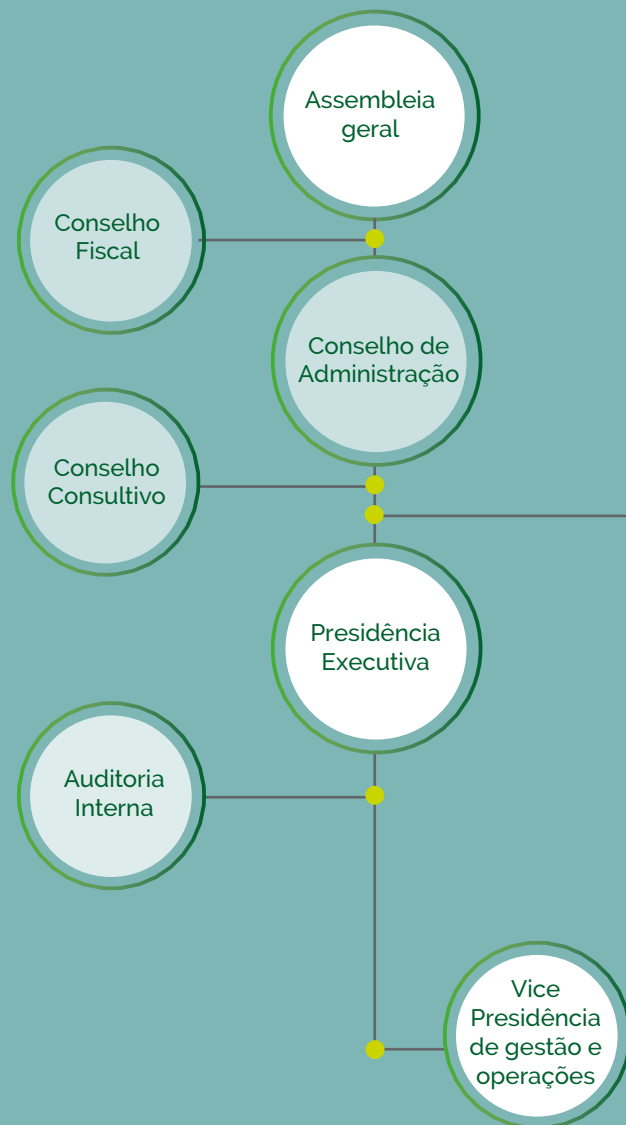 Assembleia
geral
Conselho
Fiscal
Conselho de
Administração
Conselho
Consultivo
Presidência
Executiva
Auditoria
Interna
Vice
Presidência
de gestão e
operações